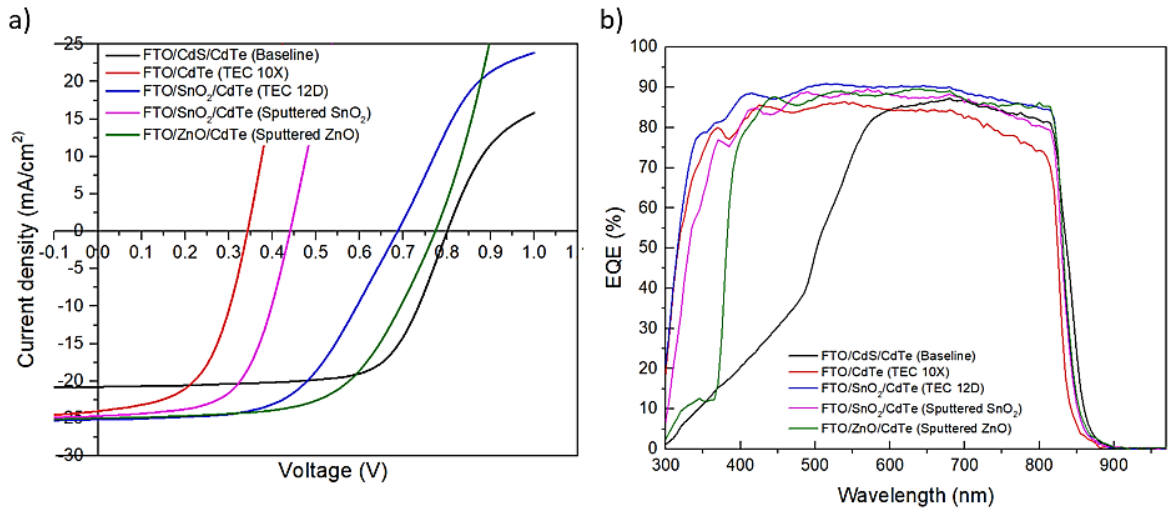 a)
25
20
15
10
5
0
-5
-10
-15
-20
-25
-30
-0.1
0.0
0.1
0.2
0.3
0.4
0.5
0.6
0.7
0.8
0.9
1.0
Current density (mA/cm²)
Voltage (V)
FTO/CdS/CdTe (Baseline)
FTO/CdTe (TEC 10X)
FTO/SnO₂/CdTe (TEC 12D)
FTO/SnO₂/CdTe (Sputtered SnO₂)
FTO/ZnO/CdTe (Sputtered ZnO)
b)
100
90
80
70
60
50
40
30
20
10
0
300
400
500
600
700
800
900
EQE (%)
Wavelength (nm)
FTO/CdS/CdTe (Baseline)
FTO/CdTe (TEC 10X)
FTO/SnO₂/CdTe (TEC 12D)
FTO/SnO₂/CdTe (Sputtered SnO₂)
FTO/ZnO/CdTe (Sputtered ZnO)